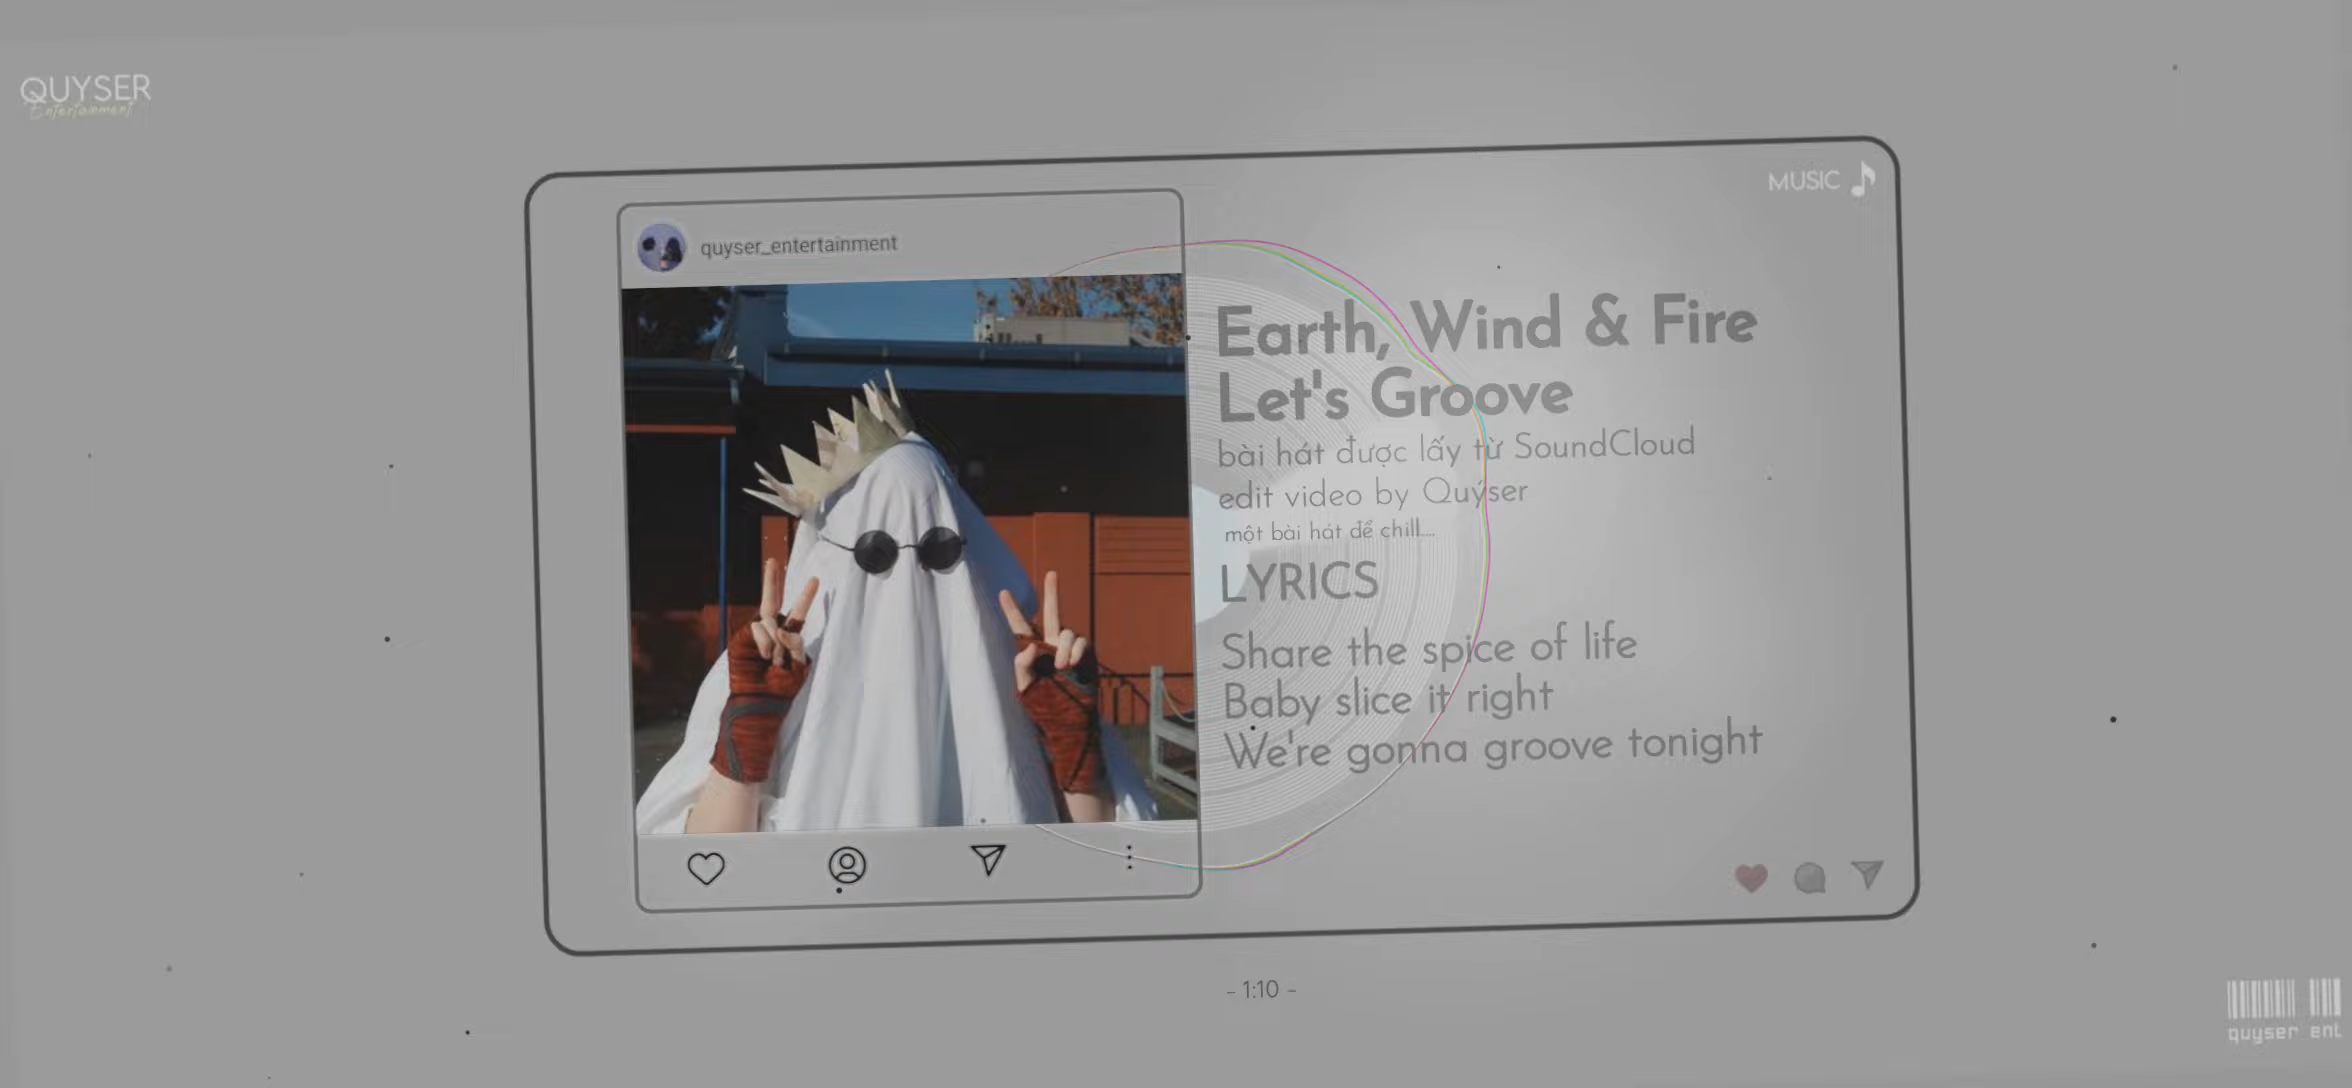 QUYSER
Entertainment
MUSIC
quyser_entertainment
Earth, Wind & Fire
Let's Groove
bài hát được lấy từ SoundCloud
edit video by Quýser
một bài hát để chill...
LYRICS
Share the spice of life
Baby slice it right
We're gonna groove tonight
- 1:10 -
quyser ent